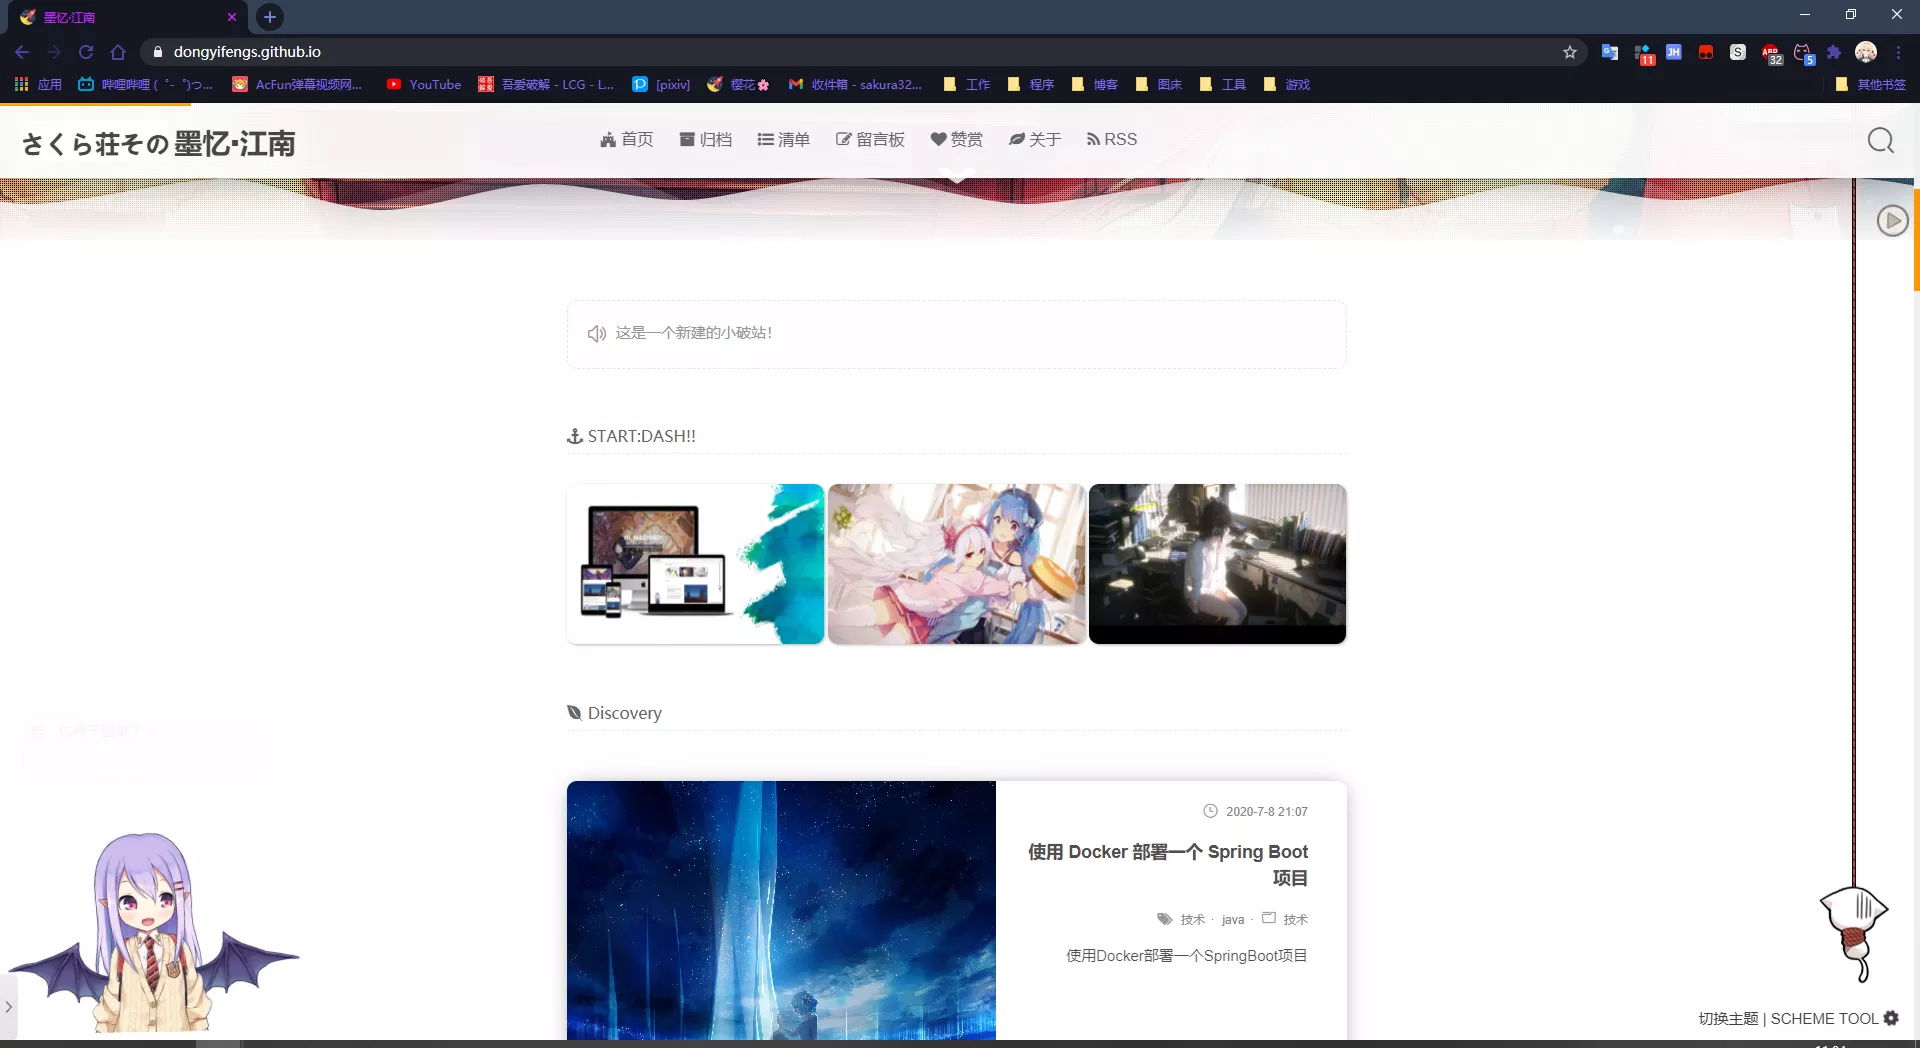 墨忆·江南
dongyifengs.github.io
11
JH
S
ABP
32
5
应用 哔哩哔哩 ( ゜- ゜)つ... AcFun弹幕视频网... YouTube 吾爱破解 - LCG - L... [pixiv] 樱花🌸 收件箱 - sakura32... 工作 程序 博客 图床 工具 游戏 其他书签
さくら荘その 墨忆·江南
首页 归档 清单 留言板 赞赏 关于 RSS
这是一个新建的小破站!
START:DASH!!
Discovery
2020-7-8 21:07
使用 Docker 部署一个 Spring Boot
项目
技术 · java · 技术
使用Docker部署一个SpringBoot项目
切换主题 | SCHEME TOOL